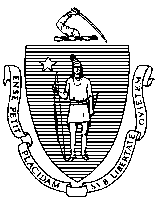 ENSE PETIT
PLACIDAM
SUB LIBERTATE
QUIETEM